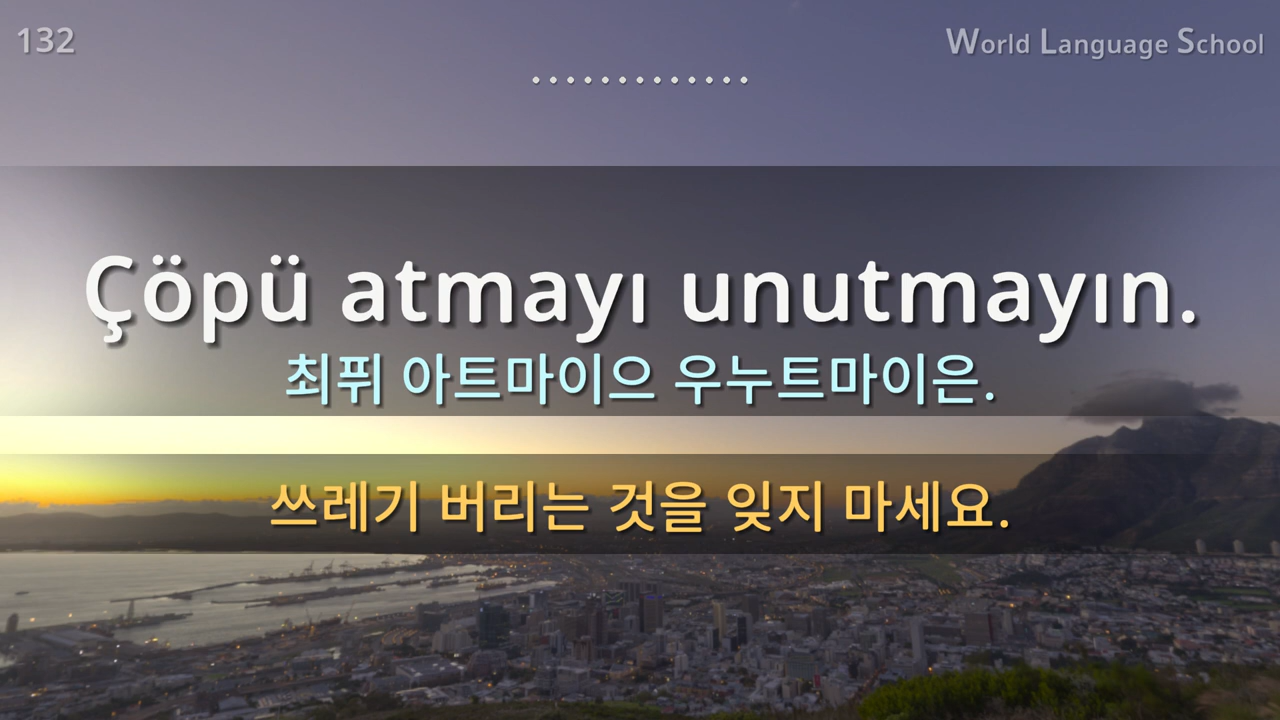 132
World Language School
Çöpü atmayı unutmayın.
최퓌 아트마이으 우누트마이은.
쓰레기 버리는 것을 잊지 마세요.